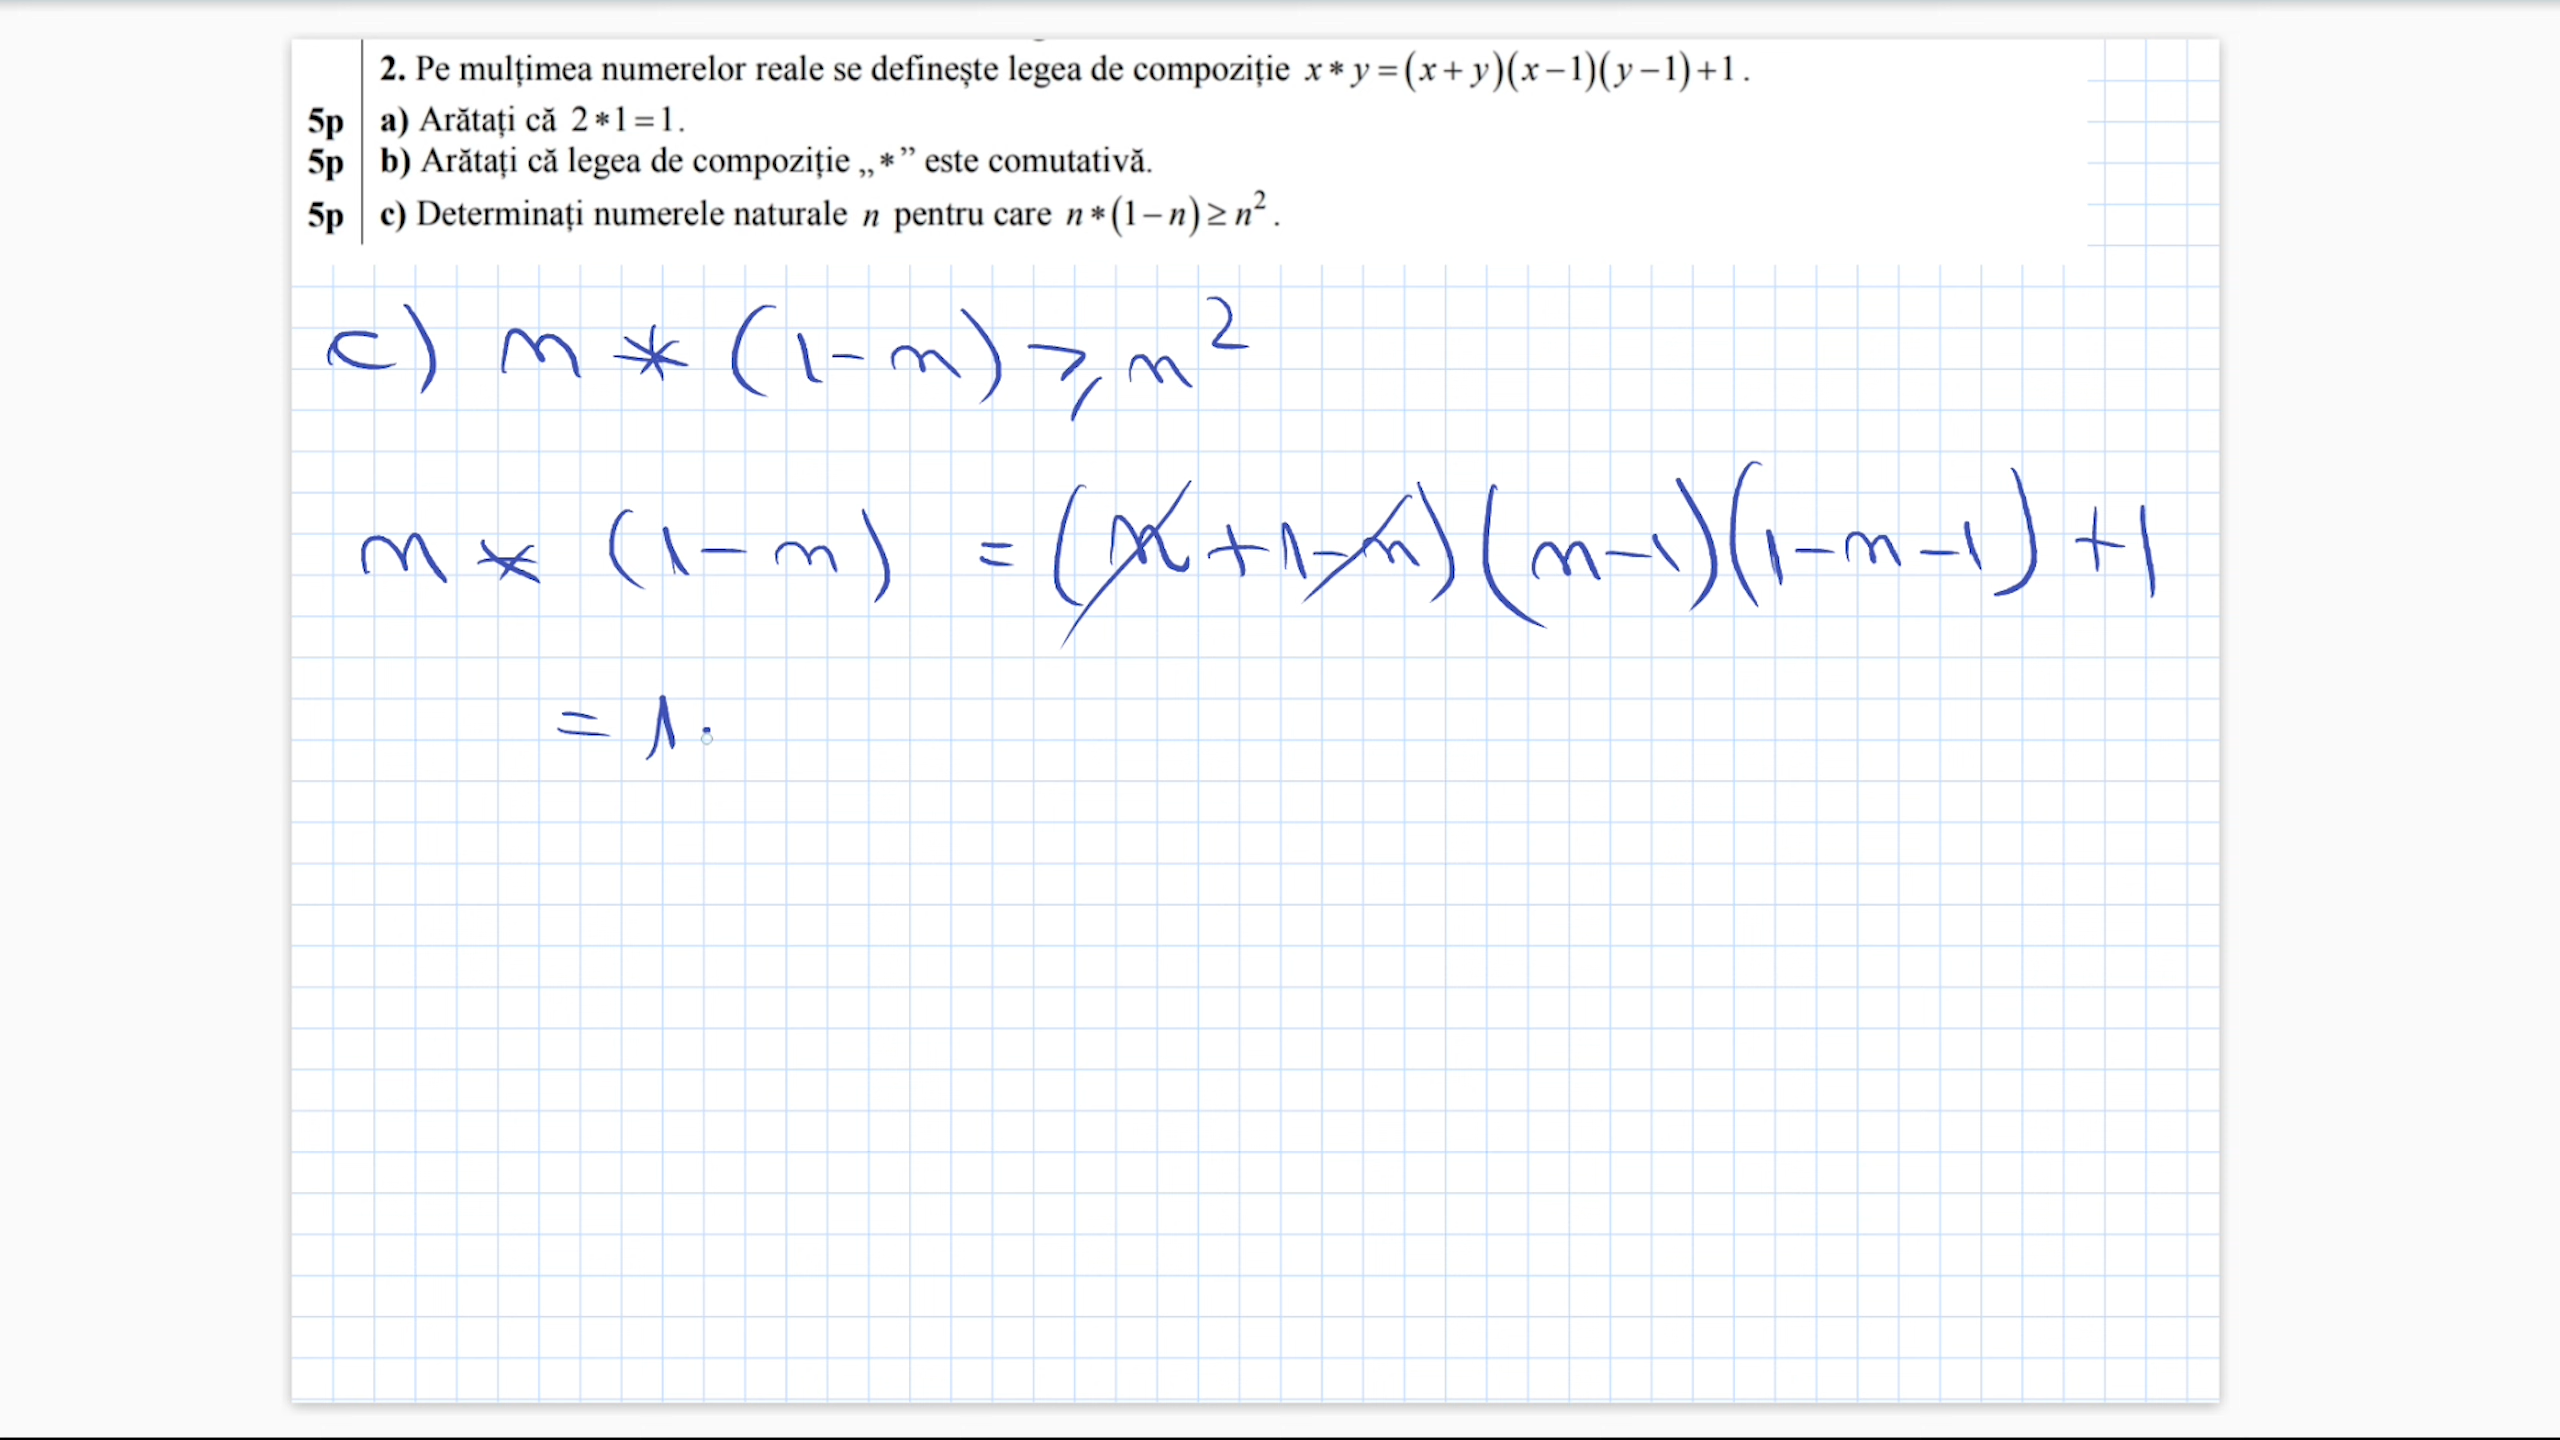 2. Pe mulțimea numerelor reale se definește legea de compoziție x * y = (x + y)(x − 1)(y − 1) + 1.
5p a) Arătați că 2 * 1 = 1.
5p b) Arătați că legea de compoziție „ * ” este comutativă.
5p c) Determinați numerele naturale n pentru care n * (1 − n) ≥ n².
c) n * (1 − n) ≥ n²
n * (1 − n) = (n + 1 − n)(n − 1)(1 − n − 1) + 1
= 1 ·